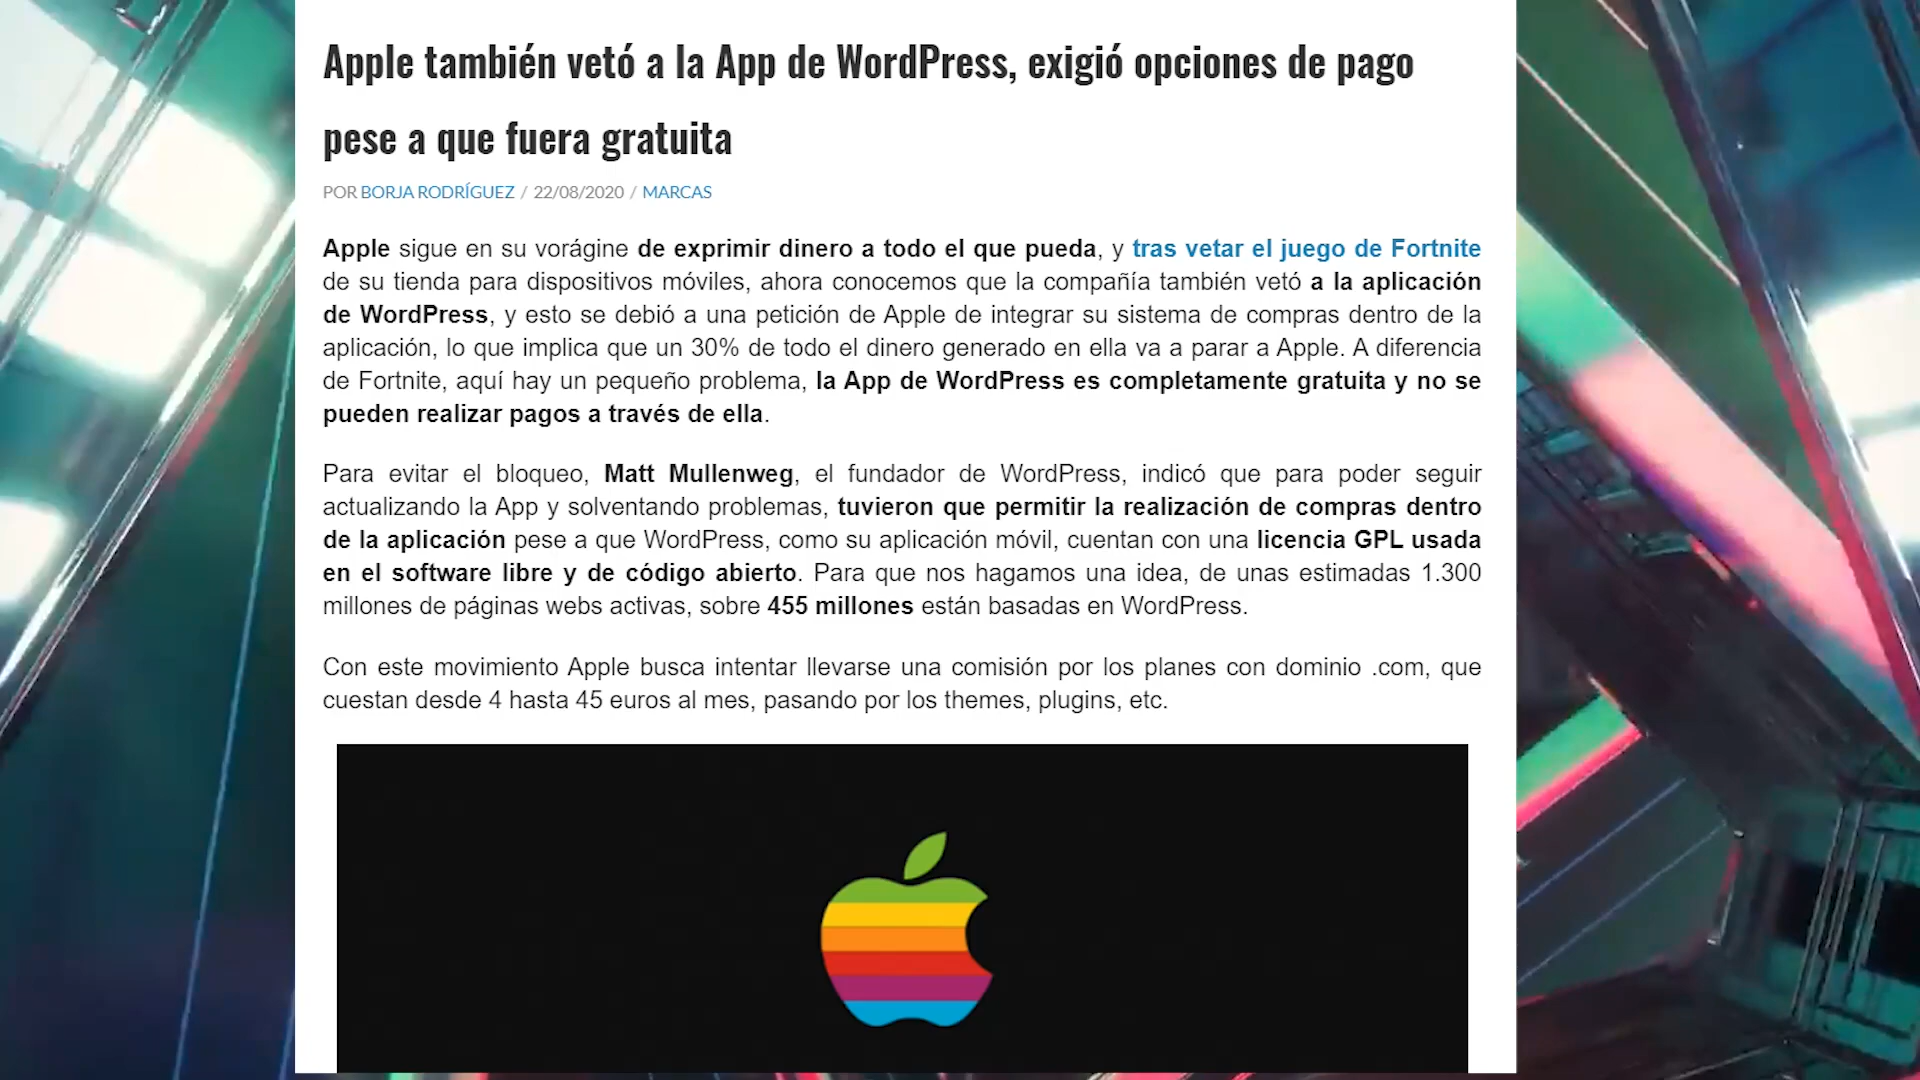 Apple también vetó a la App de WordPress, exigió opciones de pago
pese a que fuera gratuita
POR BORJA RODRÍGUEZ / 22/08/2020 / MARCAS
Apple sigue en su vorágine de exprimir dinero a todo el que pueda, y tras vetar el juego de Fortnite
de su tienda para dispositivos móviles, ahora conocemos que la compañía también vetó a la aplicación
de WordPress, y esto se debió a una petición de Apple de integrar su sistema de compras dentro de la
aplicación, lo que implica que un 30% de todo el dinero generado en ella va a parar a Apple. A diferencia
de Fortnite, aquí hay un pequeño problema, la App de WordPress es completamente gratuita y no se
pueden realizar pagos a través de ella.
Para evitar el bloqueo, Matt Mullenweg, el fundador de WordPress, indicó que para poder seguir
actualizando la App y solventando problemas, tuvieron que permitir la realización de compras dentro
de la aplicación pese a que WordPress, como su aplicación móvil, cuentan con una licencia GPL usada
en el software libre y de código abierto. Para que nos hagamos una idea, de unas estimadas 1.300
millones de páginas webs activas, sobre 455 millones están basadas en WordPress.
Con este movimiento Apple busca intentar llevarse una comisión por los planes con dominio .com, que
cuestan desde 4 hasta 45 euros al mes, pasando por los themes, plugins, etc.